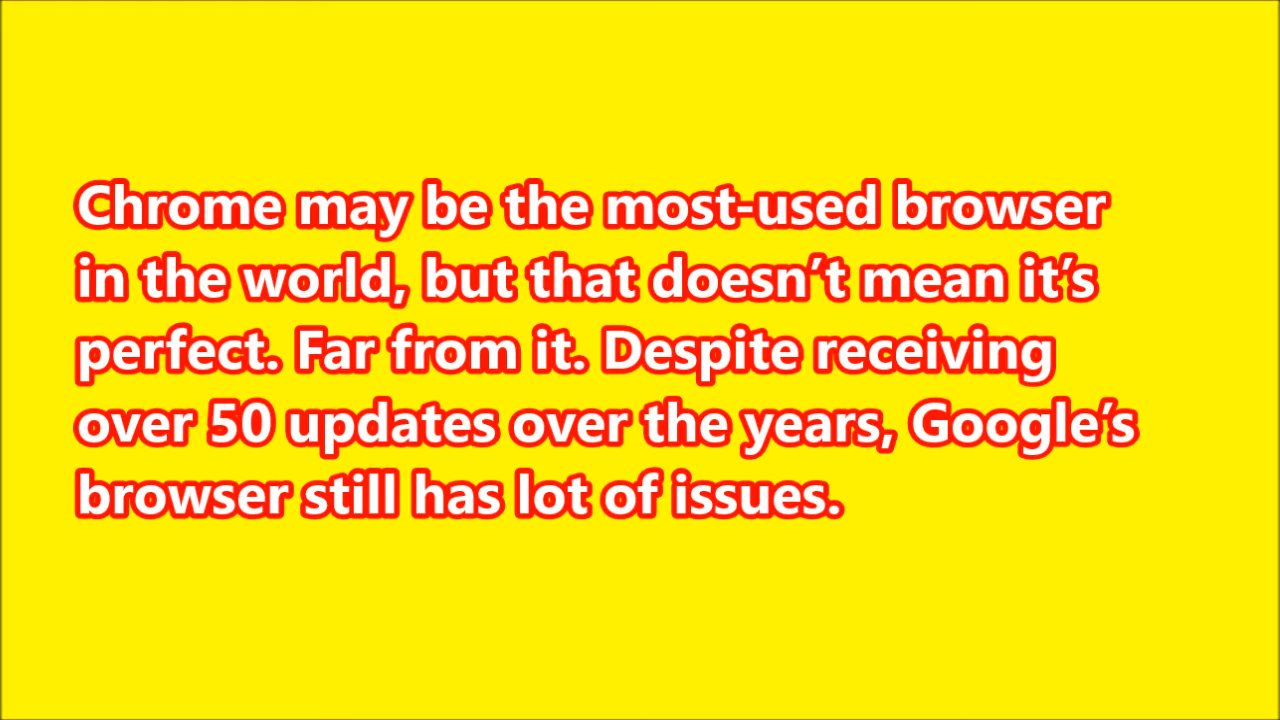 Chrome may be the most-used browser
in the world, but that doesn’t mean it’s
perfect. Far from it. Despite receiving
over 50 updates over the years, Google’s
browser still has lot of issues.